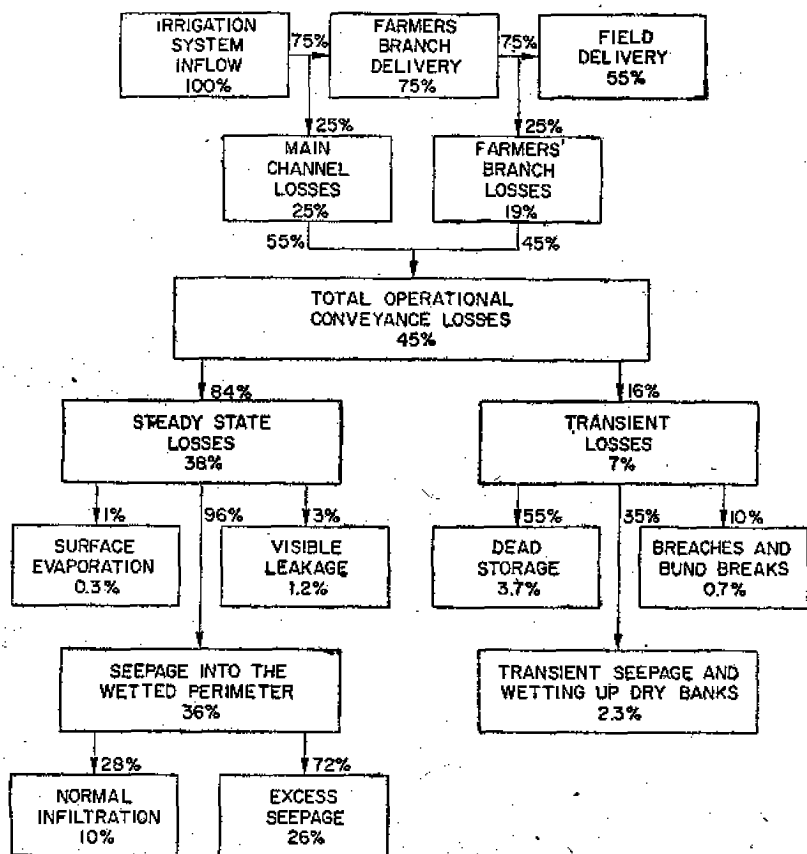 IRRIGATION
SYSTEM
INFLOW
100%
75%
FARMERS
BRANCH
DELIVERY
75%
75%
FIELD
DELIVERY
55%
25%
MAIN
CHANNEL
LOSSES
25%
25%
FARMERS'
BRANCH
LOSSES
19%
55%
45%
TOTAL OPERATIONAL
CONVEYANCE LOSSES
45%
84%
STEADY STATE
LOSSES
38%
16%
TRANSIENT
LOSSES
7%
1%
SURFACE
EVAPORATION
0.3%
96%
3%
VISIBLE
LEAKAGE
1.2%
55%
DEAD
STORAGE
3.7%
35%
10%
BREACHES AND
BUND BREAKS
0.7%
SEEPAGE INTO THE
WETTED PERIMETER
36%
TRANSIENT SEEPAGE AND
WETTING UP DRY BANKS
2.3%
28%
NORMAL
INFILTRATION
10%
72%
EXCESS
SEEPAGE
26%